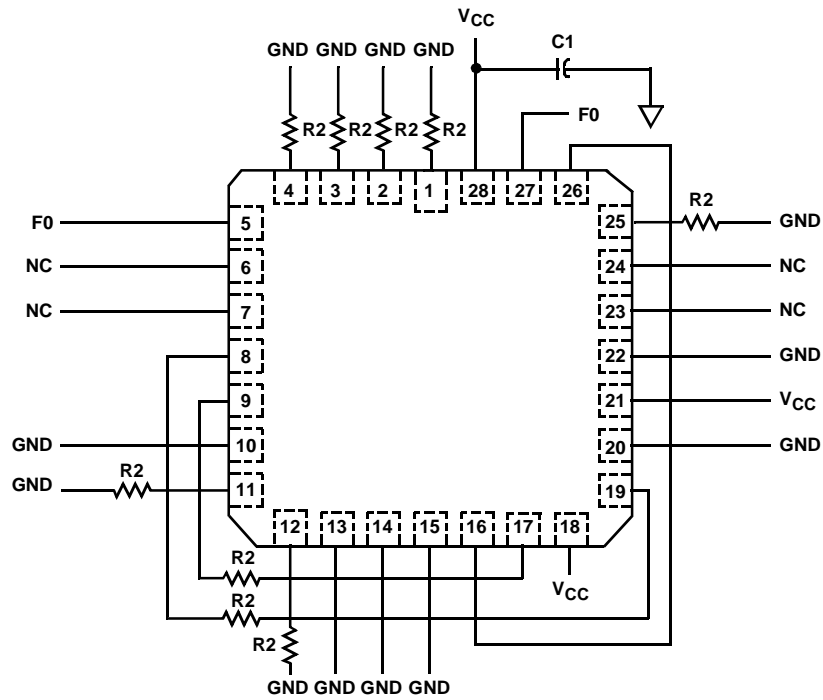 VCC
C1
GND GND GND GND
R2 R2 R2 R2
F0
4 3 2 1 28 27 26
F0 5
NC 6
NC 7
8
9
GND 10
GND R2 11
25 R2 GND
24 NC
23 NC
22 GND
21 VCC
20 GND
19
12 13 14 15 16 17 18
R2
VCC
R2
R2
GND GND GND GND